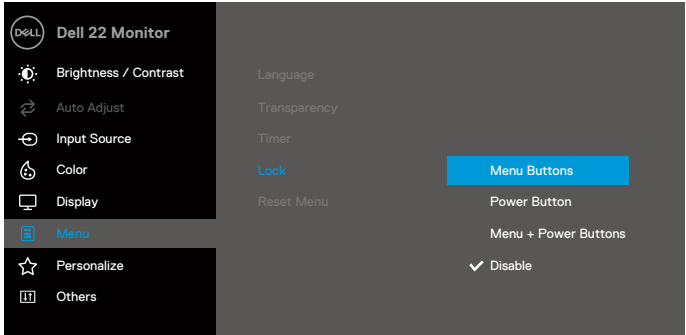 DELL Dell 22 Monitor
Brightness / Contrast
Auto Adjust
Input Source
Color
Display
Menu
Personalize
Others
Language
Transparency
Timer
Lock
Reset Menu
Menu Buttons
Power Button
Menu + Power Buttons
Disable